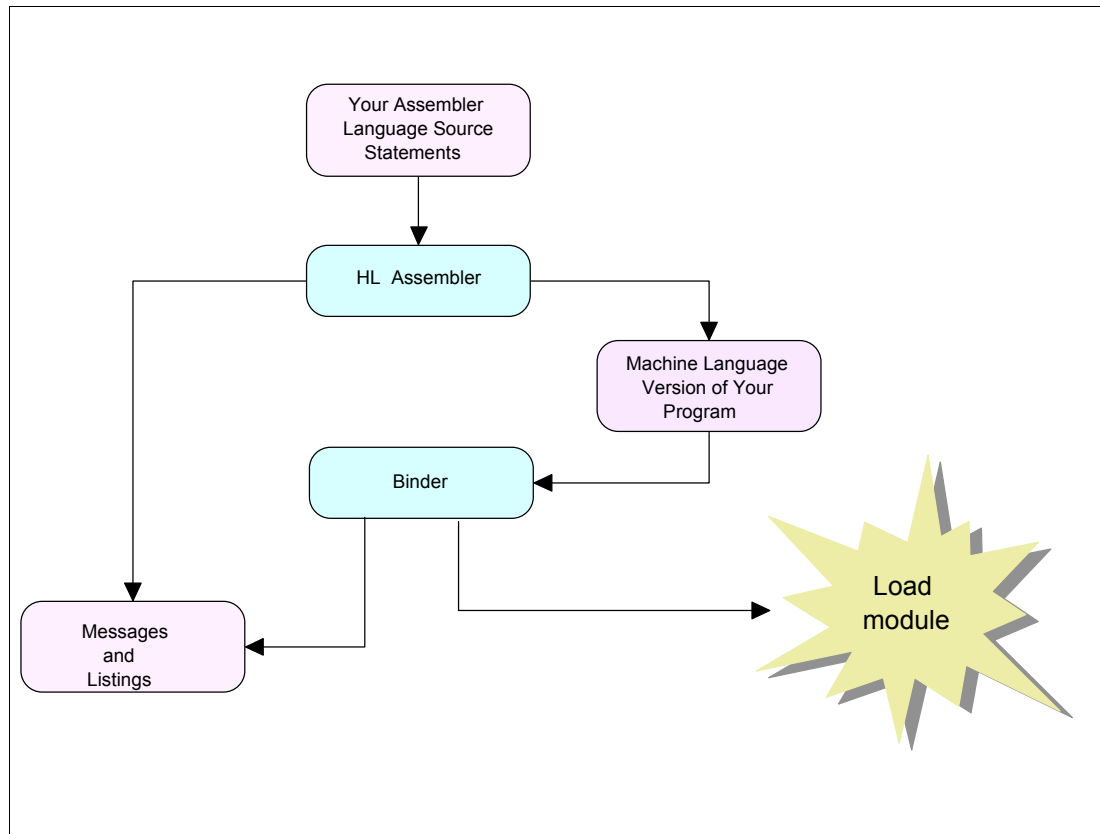 Your Assembler
Language Source
Statements
HL Assembler
Machine Language
Version of Your
Program
Binder
Load
module
Messages
and
Listings